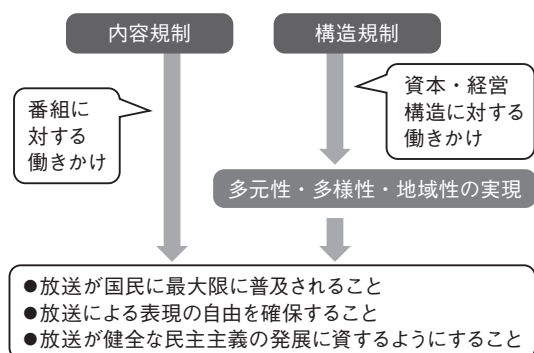 内容規制
構造規制
番組に
対する
働きかけ
資本・経営
構造に対する
働きかけ
多元性・多様性・地域性の実現
●放送が国民に最大限に普及されること
●放送による表現の自由を確保すること
●放送が健全な民主主義の発展に資するようにすること